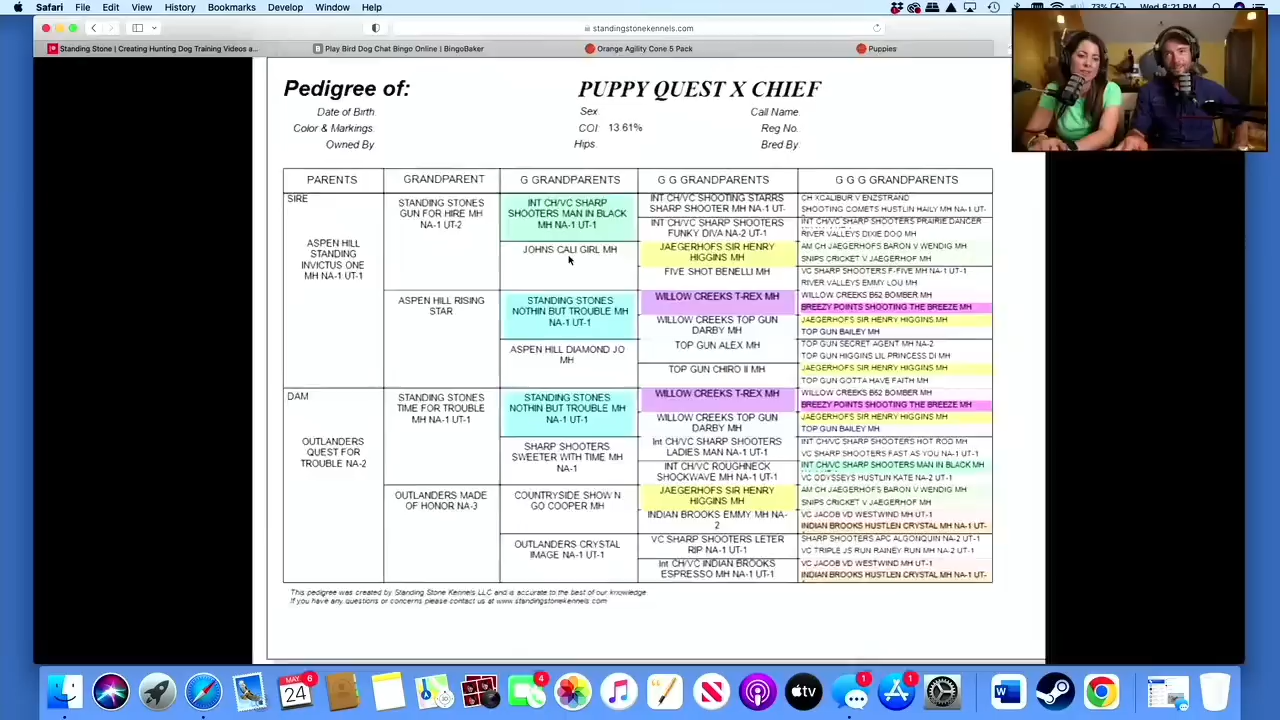 Safari File Edit View History Bookmarks Develop Window Help 73% Wed 8:21 PM
standingstonekennels.com
Standing Stone | Creating Hunting Dog Training Videos a...
Play Bird Dog Chat Bingo Online | BingoBaker
Orange Agility Core 5 Pack
Puppies
Pedigree of:
PUPPY QUEST X CHIEF
Date of Birth
Sex
Call Name
Color & Markings
COI: 13 61%
Reg No.
Owned By
Hips
Bred By:
PARENTS
GRANDPARENT
G GRANDPARENTS
G G GRANDPARENTS
G G G GRANDPARENTS
SIRE
ASPEN HILL
STANDING
INVICTUS ONE
MH NA-1 UT-1
STANDING STONES
GUN FOR HIRE MH
NA-1 UT-2
INT CH/VC SHARP
SHOOTERS MAN IN BLACK
MH NA-1 UT-1
INT CH/VC SHOOTING STARRS
SHARP SHOOTER MH NA-1 UT-
CH XCALIBUR V ENZSTRAND
SHOOTING COMETS HUSTLIN HAILY MH NA-1 UT-
INT CH/VC SHARP SHOOTERS
FUNKY DIVA NA-2 UT-1
INT CH/VC SHARP SHOOTERS PRAIRIE DANCER
RIVER VALLEYS DIXIE DOO MH
JOHNS CALI GIRL MH
JAEGERHOFS SIR HENRY
HIGGINS MH
AM CH JAEGERHOFS BARON V WENDIG MH
SNIPS CRICKET V JAEGERHOF MH
FIVE SHOT BENELLI MH
VC SHARP SHOOTERS F-FIVE MH NA-1 UT-1
RIVER VALLEYS EMMY LOU MH
ASPEN HILL RISING
STAR
STANDING STONES
NOTHIN BUT TROUBLE MH
NA-1 UT-1
WILLOW CREEKS T-REX MH
WILLOW CREEKS B52 BOMBER MH
BREEZY POINTS SHOOTING THE BREEZE MH
WILLOW CREEKS TOP GUN
DARBY MH
JAEGERHOFS SIR HENRY HIGGINS MH
TOP GUN BAILEY MH
ASPEN HILL DIAMOND JO
MH
TOP GUN ALEX MH
TOP GUN SECRET AGENT MH NA-2
TOP GUN HIGGINS LIL PRINCESS DI MH
TOP GUN CHIRO II MH
JAEGERHOFS SIR HENRY HIGGINS MH
TOP GUN GOTTA HAVE FAITH MH
DAM
OUTLANDERS
QUEST FOR
TROUBLE NA-2
STANDING STONES
TIME FOR TROUBLE
MH NA-1 UT-1
STANDING STONES
NOTHIN BUT TROUBLE MH
NA-1 UT-1
WILLOW CREEKS T-REX MH
WILLOW CREEKS B52 BOMBER MH
BREEZY POINTS SHOOTING THE BREEZE MH
WILLOW CREEKS TOP GUN
DARBY MH
JAEGERHOFS SIR HENRY HIGGINS MH
TOP GUN BAILEY MH
SHARP SHOOTERS
SWEETER WITH TIME MH
NA-1
Int CH/VC SHARP SHOOTERS
LADIES MAN NA-1 UT-1
INT CH/VC SHARP SHOOTERS HOT ROD MH
VC SHARP SHOOTERS FAST AS YOU NA-1 UT-1
INT CH/VC ROUGHNECK
SHOCKWAVE MH NA-1 UT-1
INT CH/VC SHARP SHOOTERS MAN IN BLACK MH
VC ODYSSEYS HUSTLIN KATE NA-2 UT-1
OUTLANDERS MADE
OF HONOR NA-3
COUNTRYSIDE SHOW N
GO COOPER MH
JAEGERHOFS SIR HENRY
HIGGINS MH
AM CH JAEGERHOFS BARON V WENDIG MH
SNIPS CRICKET V JAEGERHOF MH
INDIAN BROOKS EMMY MH NA-
2
VC JACOB VD WESTWIND MH UT-1
INDIAN BROOKS HUSTLEN CRYSTAL MH NA-1 UT-
OUTLANDERS CRYSTAL
IMAGE NA-1 UT-1
VC SHARP SHOOTERS LETER
RIP NA-1 UT-1
SHARP SHOOTERS APC ALGONQUIN NA-2 UT-1
VC TRIPLE JS RUN RAINEY RUN MH NA-2 UT-1
Int CH/VC INDIAN BROOKS
ESPRESSO MH NA-1 UT-1
VC JACOB VD WESTWIND MH UT-1
INDIAN BROOKS HUSTLEN CRYSTAL MH NA-1 UT-
This pedigree was created by Standing Stone Kennels LLC and is accurate to the best of our knowledge
If you have any questions or concerns please contact us at www.standingstonekennels.com
MAY 6
24
4
tv
1
1
W